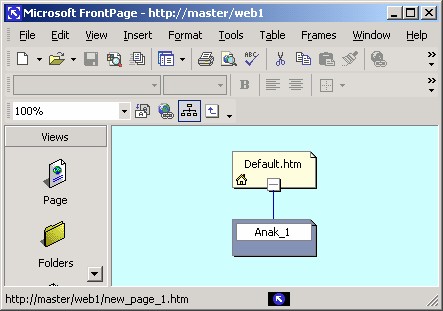 Microsoft FrontPage - http://master/web1
File Edit View Insert Format Tools Table Frames Window Help
100%
Views
Page
Folders
Default.htm
Anak_1
http://master/web1/new_page_1.htm